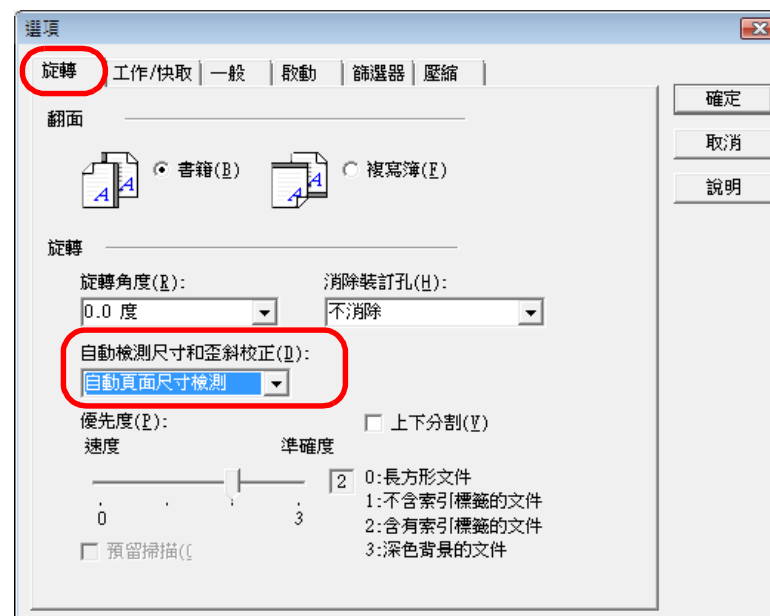 選項
旋轉 工作/快取 一般 啟動 篩選器 壓縮
確定
取消
說明
翻面
書籍(B) 複寫簿(F)
旋轉
旋轉角度(R): 消除裝訂孔(H):
0.0 度 不消除
自動檢測尺寸和歪斜校正(D):
自動頁面尺寸檢測
優先度(P): 上下分割(V)
速度 準確度
2
0 3
0:長方形文件
1:不含索引標籤的文件
2:含有索引標籤的文件
3:深色背景的文件
預留掃描(